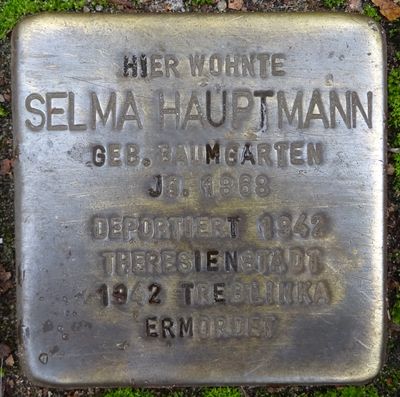 HIER WOHNTE
SELMA HAUPTMANN
GEB. BAUMGARTEN
JG. 1868
DEPORTIERT 1942
THERESIENSTADT
1942 TREBLINKA
ERMORDET